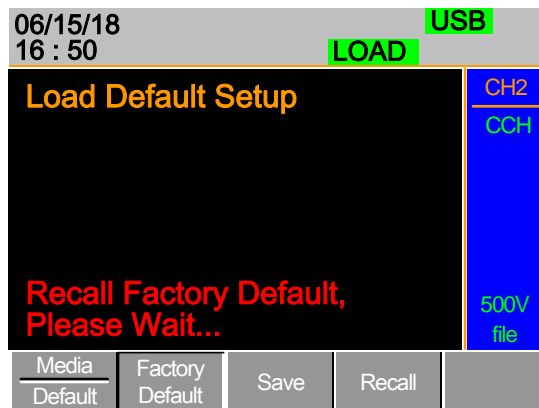 06/15/18
USB
16 : 50
LOAD
Load Default Setup
CH2
CCH
Recall Factory Default,
Please Wait...
500V
file
Media
Default
Factory
Default
Save
Recall